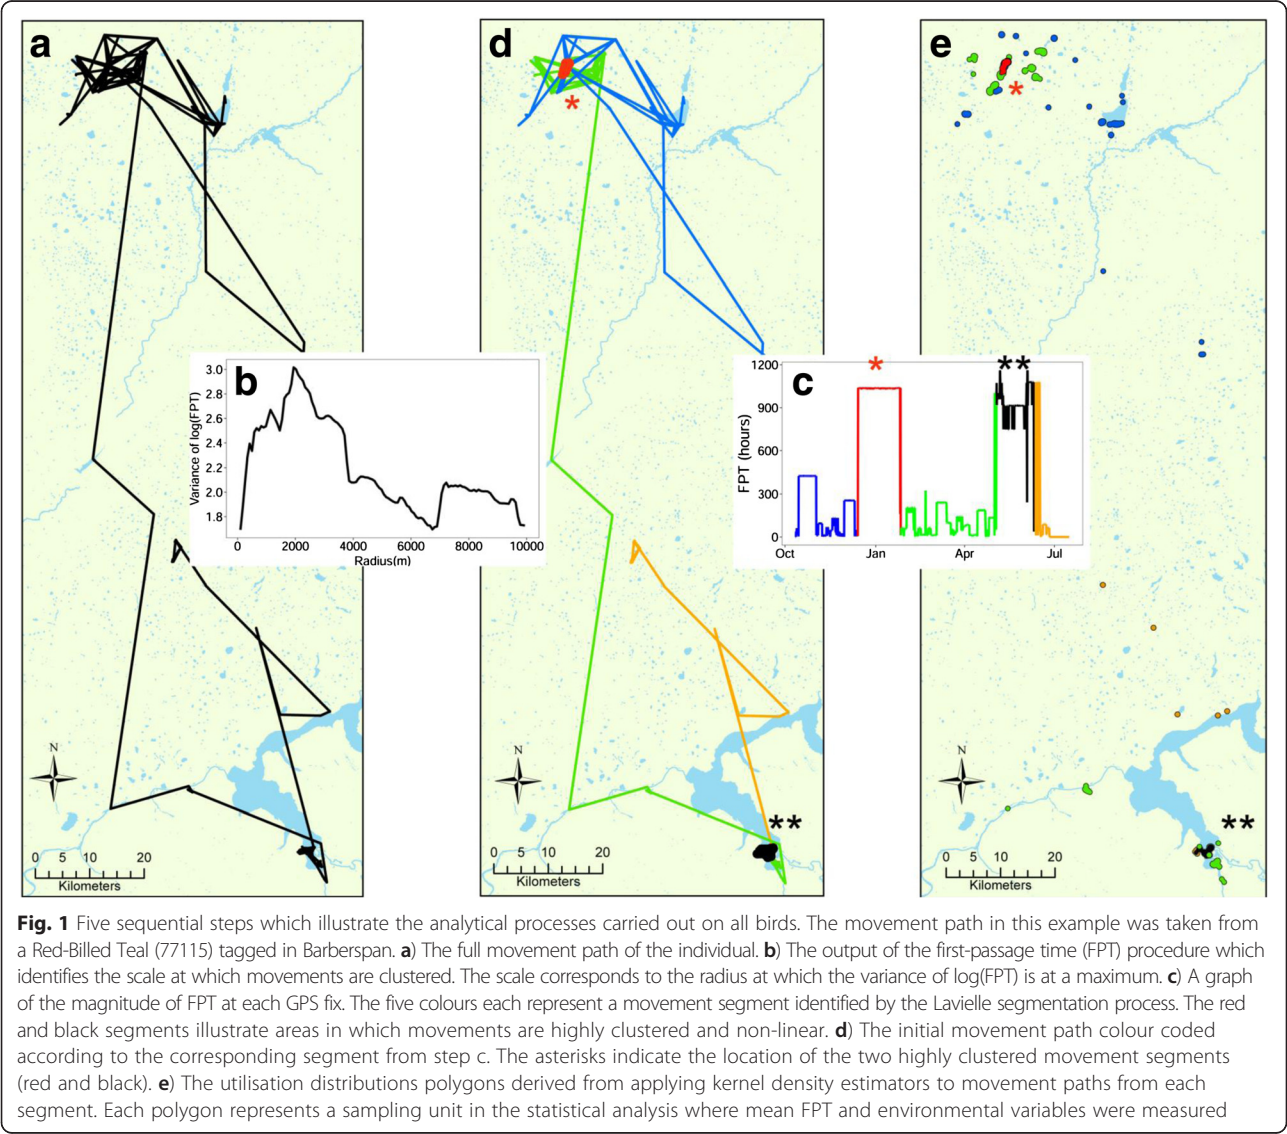 a
N
0 5 10 20
Kilometers
b
Variance of log(FPT)
3.0
2.8
2.6
2.4
2.2
2.0
1.8
0 2000 4000 6000 8000 10000
Radius(m)
d
*
**
N
0 5 10 20
Kilometers
c
* **
FPT (hours)
1200
900
600
300
0
Oct Jan Apr Jul
e
*
**
N
0 5 10 20
Kilometers
Fig. 1 Five sequential steps which illustrate the analytical processes carried out on all birds. The movement path in this example was taken from
a Red-Billed Teal (77115) tagged in Barberspan. a) The full movement path of the individual. b) The output of the first-passage time (FPT) procedure which
identifies the scale at which movements are clustered. The scale corresponds to the radius at which the variance of log(FPT) is at a maximum. c) A graph
of the magnitude of FPT at each GPS fix. The five colours each represent a movement segment identified by the Lavielle segmentation process. The red
and black segments illustrate areas in which movements are highly clustered and non-linear. d) The initial movement path colour coded
according to the corresponding segment from step c. The asterisks indicate the location of the two highly clustered movement segments
(red and black). e) The utilisation distributions polygons derived from applying kernel density estimators to movement paths from each
segment. Each polygon represents a sampling unit in the statistical analysis where mean FPT and environmental variables were measured